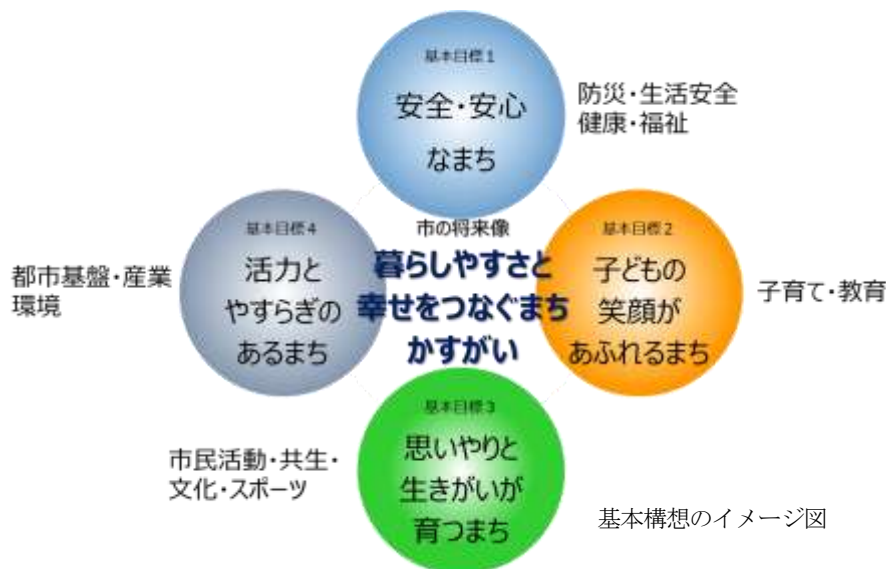 基本目標1
安全・安心
なまち
防災・生活安全
健康・福祉
基本目標4
活力と
やすらぎの
あるまち
都市基盤・産業
環境
市の将来像
暮らしやすさと
幸せをつなぐまち
かすがい
基本目標2
子どもの
笑顔が
あふれるまち
子育て・教育
基本目標3
思いやりと
生きがいが
育つまち
市民活動・共生・
文化・スポーツ
基本構想のイメージ図